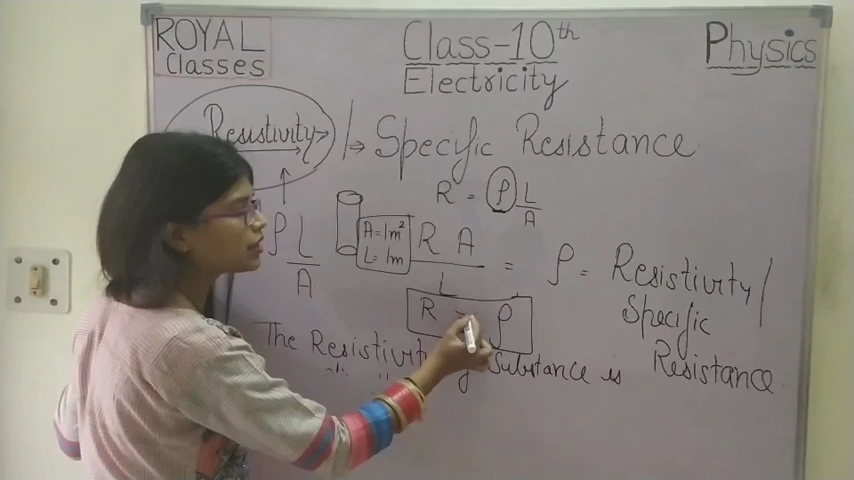 ROYAL
Classes
Class-10th
Electricity
Physics
Resistivity → |⇒ Specific Resistance
R = ρ L/A
ρ L/A
A = 1m²
L = 1m
R A / L = ρ = Resistivity /
Specific
Resistance
R = ρ
The Resistivity Substance is